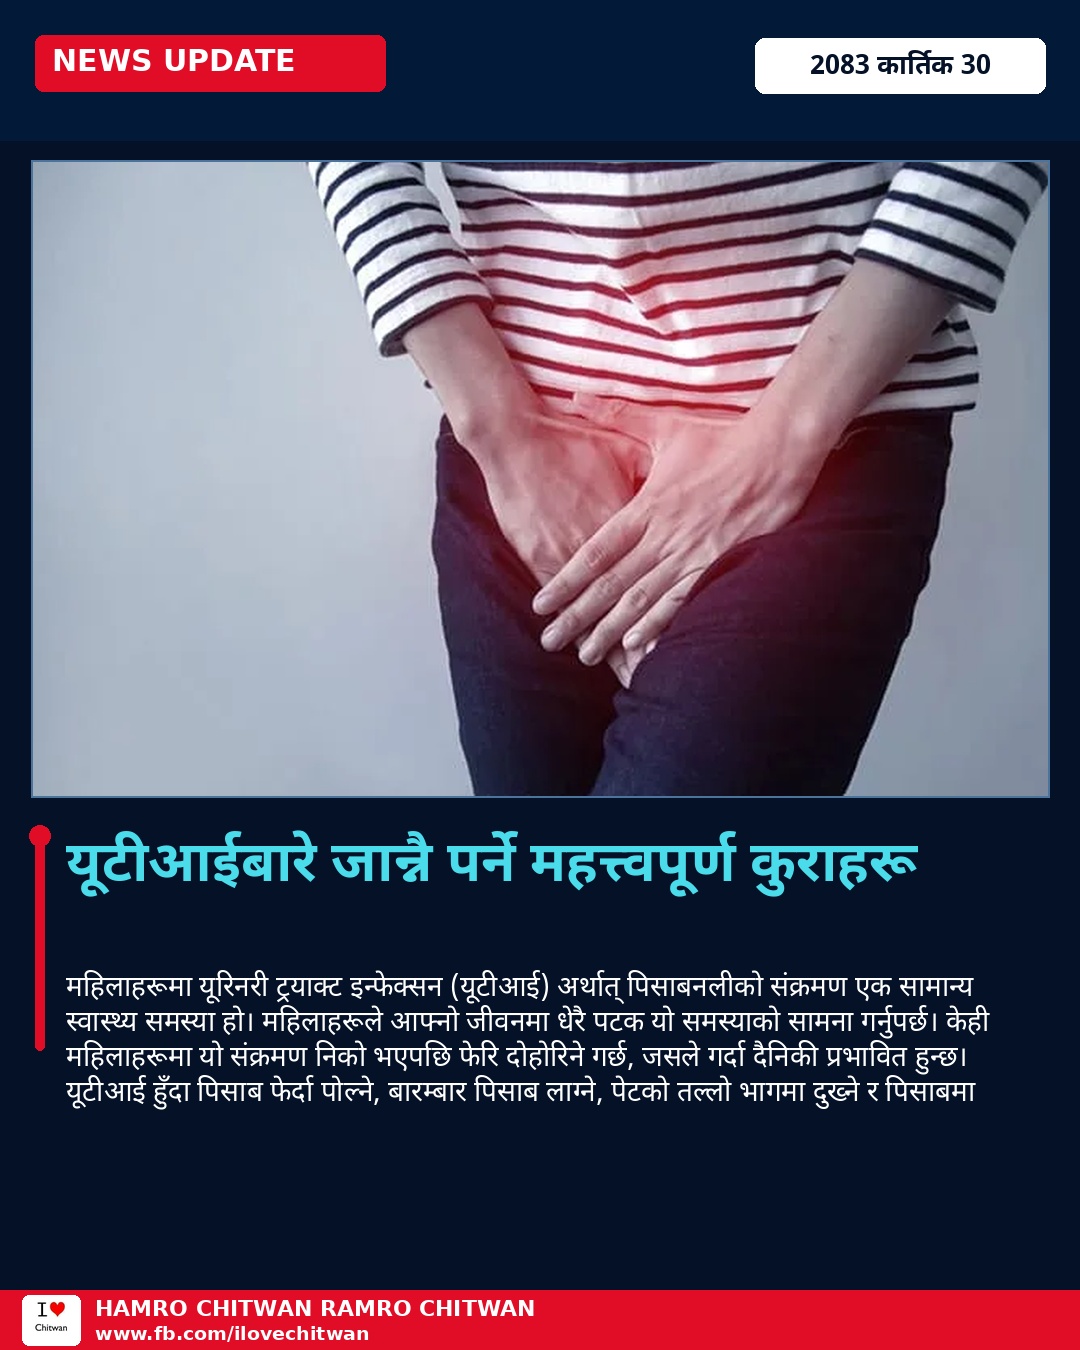 NEWS UPDATE
2083 कार्तिक 30
यूटीआईबारे जान्नै पर्ने महत्त्वपूर्ण कुराहरू
महिलाहरूमा यूरिनरी ट्र्याक्ट इन्फेक्सन (यूटीआई) अर्थात् पिसाबनलीको संक्रमण एक सामान्य
स्वास्थ्य समस्या हो। महिलाहरूले आफ्नो जीवनमा धेरै पटक यो समस्याको सामना गर्नुपर्छ। केही
महिलाहरूमा यो संक्रमण निको भएपछि फेरि दोहोरिने गर्छ, जसले गर्दा दैनिकी प्रभावित हुन्छ।
यूटीआई हुँदा पिसाब फेर्दा पोल्ने, बारम्बार पिसाब लाग्ने, पेटको तल्लो भागमा दुख्ने र पिसाबमा
I❤
Chitwan
HAMRO CHITWAN RAMRO CHITWAN
www.fb.com/ilovechitwan